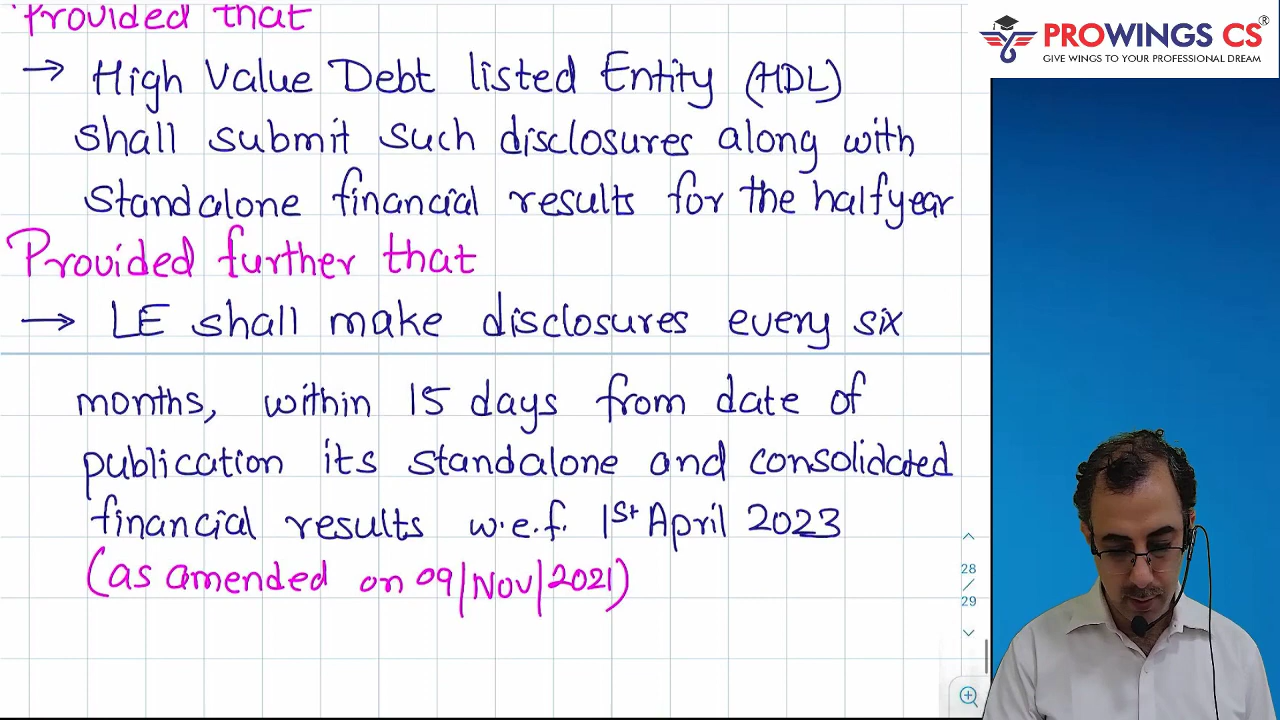 Provided that
→ High Value Debt listed Entity (HDL)
shall submit such disclosures along with
standalone financial results for the halfyear
Provided further that
→ LE shall make disclosures every six
months, within 15 days from date of
publication its standalone and consolidated
financial results w.e.f. 1st April 2023
(as amended on 09/Nov/2021)
PROWINGS CS®
GIVE WINGS TO YOUR PROFESSIONAL DREAM
28
/
29